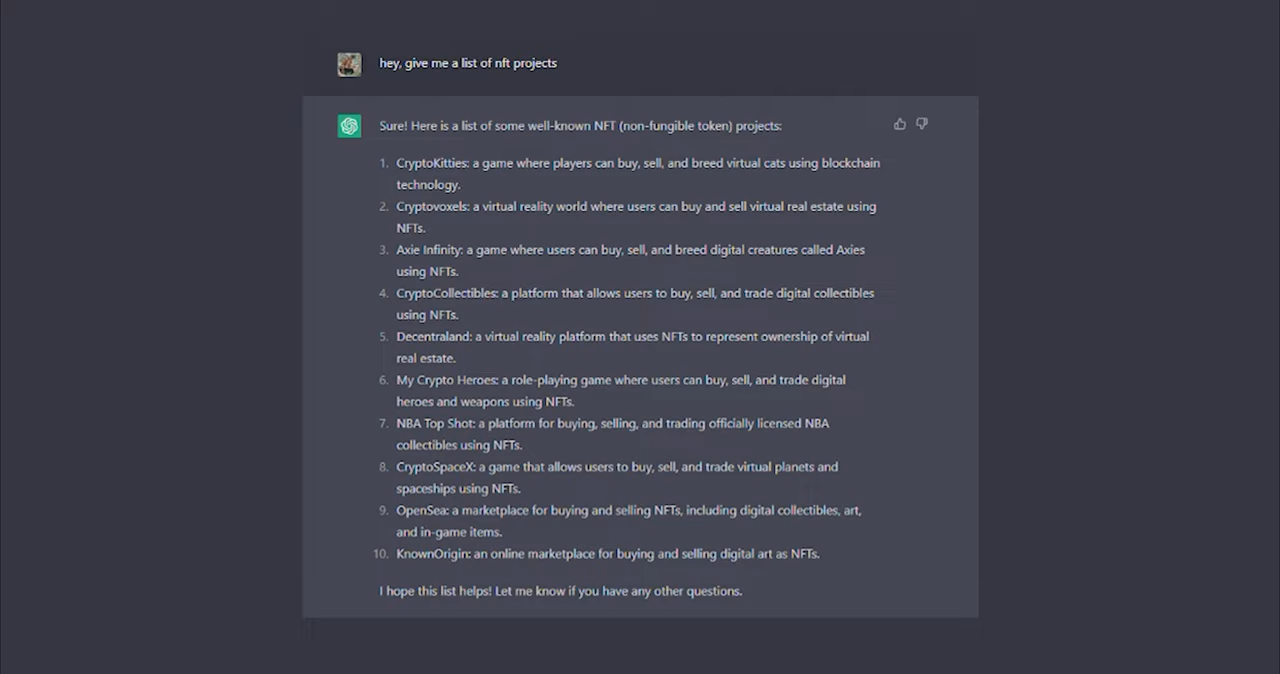 hey, give me a list of nft projects
Sure! Here is a list of some well-known NFT (non-fungible token) projects:
1. CryptoKitties: a game where players can buy, sell, and breed virtual cats using blockchain
technology.
2. Cryptovoxels: a virtual reality world where users can buy and sell virtual real estate using
NFTs.
3. Axie Infinity: a game where users can buy, sell, and breed digital creatures called Axies
using NFTs.
4. CryptoCollectibles: a platform that allows users to buy, sell, and trade digital collectibles
using NFTs.
5. Decentraland: a virtual reality platform that uses NFTs to represent ownership of virtual
real estate.
6. My Crypto Heroes: a role-playing game where users can buy, sell, and trade digital
heroes and weapons using NFTs.
7. NBA Top Shot: a platform for buying, selling, and trading officially licensed NBA
collectibles using NFTs.
8. CryptoSpaceX: a game that allows users to buy, sell, and trade virtual planets and
spaceships using NFTs.
9. OpenSea: a marketplace for buying and selling NFTs, including digital collectibles, art,
and in-game items.
10. KnownOrigin: an online marketplace for buying and selling digital art as NFTs.
I hope this list helps! Let me know if you have any other questions.